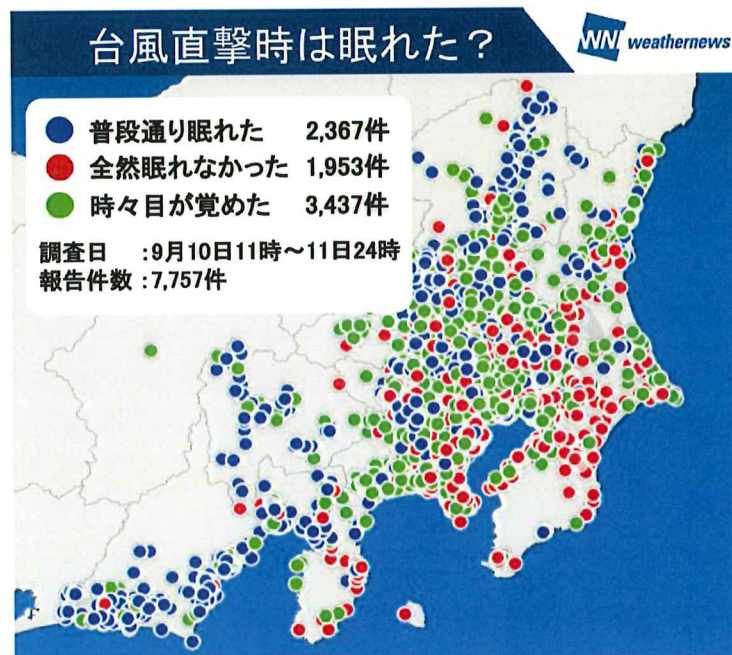 台風直撃時は眠れた？
WN weathernews
普段通り眠れた 2,367件
全然眠れなかった 1,953件
時々目が覚めた 3,437件
調査日 :9月10日11時〜11日24時
報告件数:7,757件